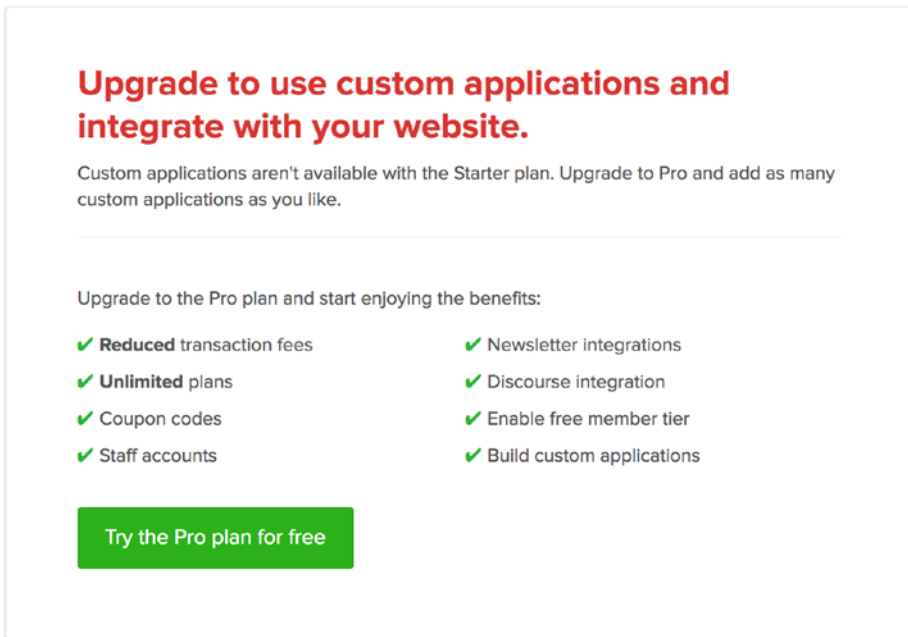 Upgrade to use custom applications and
integrate with your website.
Custom applications aren't available with the Starter plan. Upgrade to Pro and add as many
custom applications as you like.
Upgrade to the Pro plan and start enjoying the benefits:
✔ Reduced transaction fees
✔ Unlimited plans
✔ Coupon codes
✔ Staff accounts
✔ Newsletter integrations
✔ Discourse integration
✔ Enable free member tier
✔ Build custom applications
Try the Pro plan for free